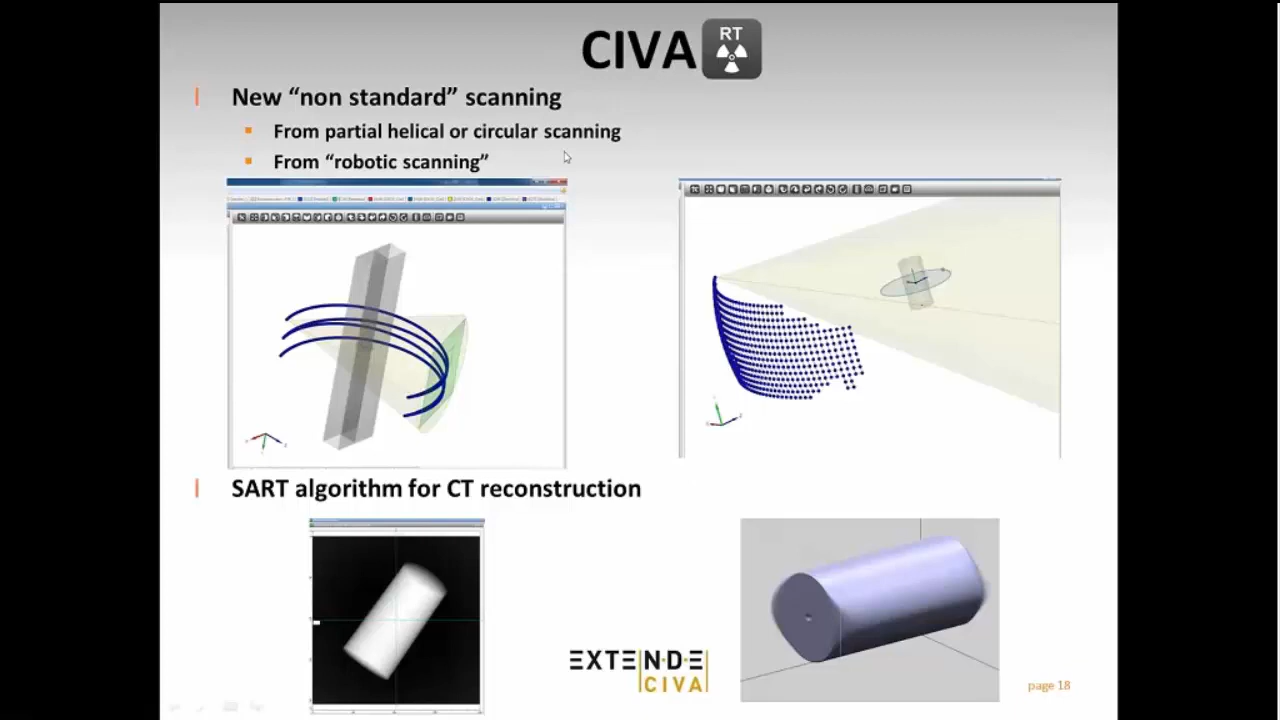 CIVA RT
New “non standard” scanning
From partial helical or circular scanning
From “robotic scanning”
SART algorithm for CT reconstruction
EXTENDE
CIVA
page 18